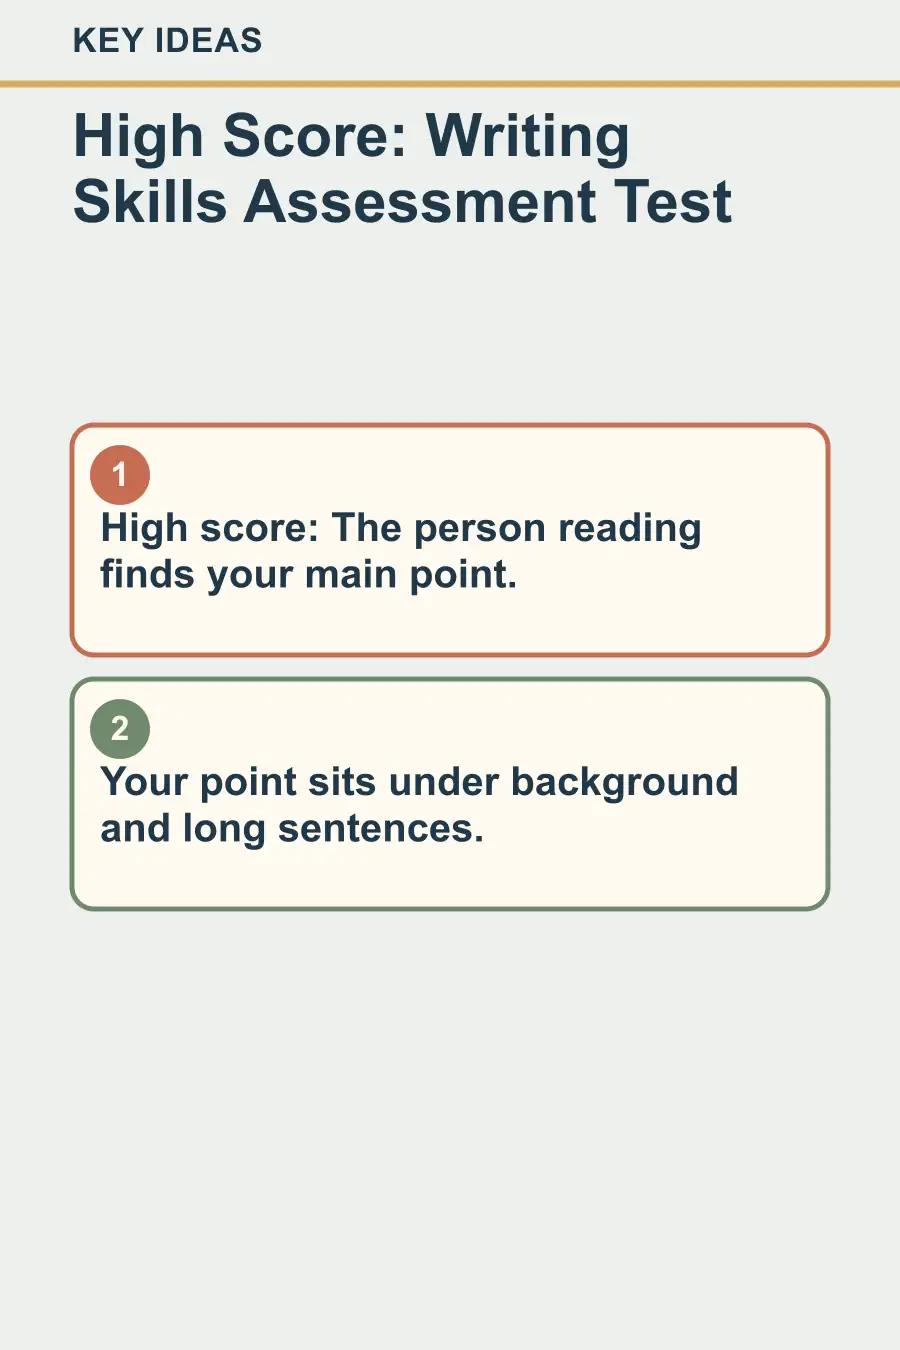 KEY IDEAS
High Score: Writing
Skills Assessment Test
1
High score: The person reading
finds your main point.
2
Your point sits under background
and long sentences.